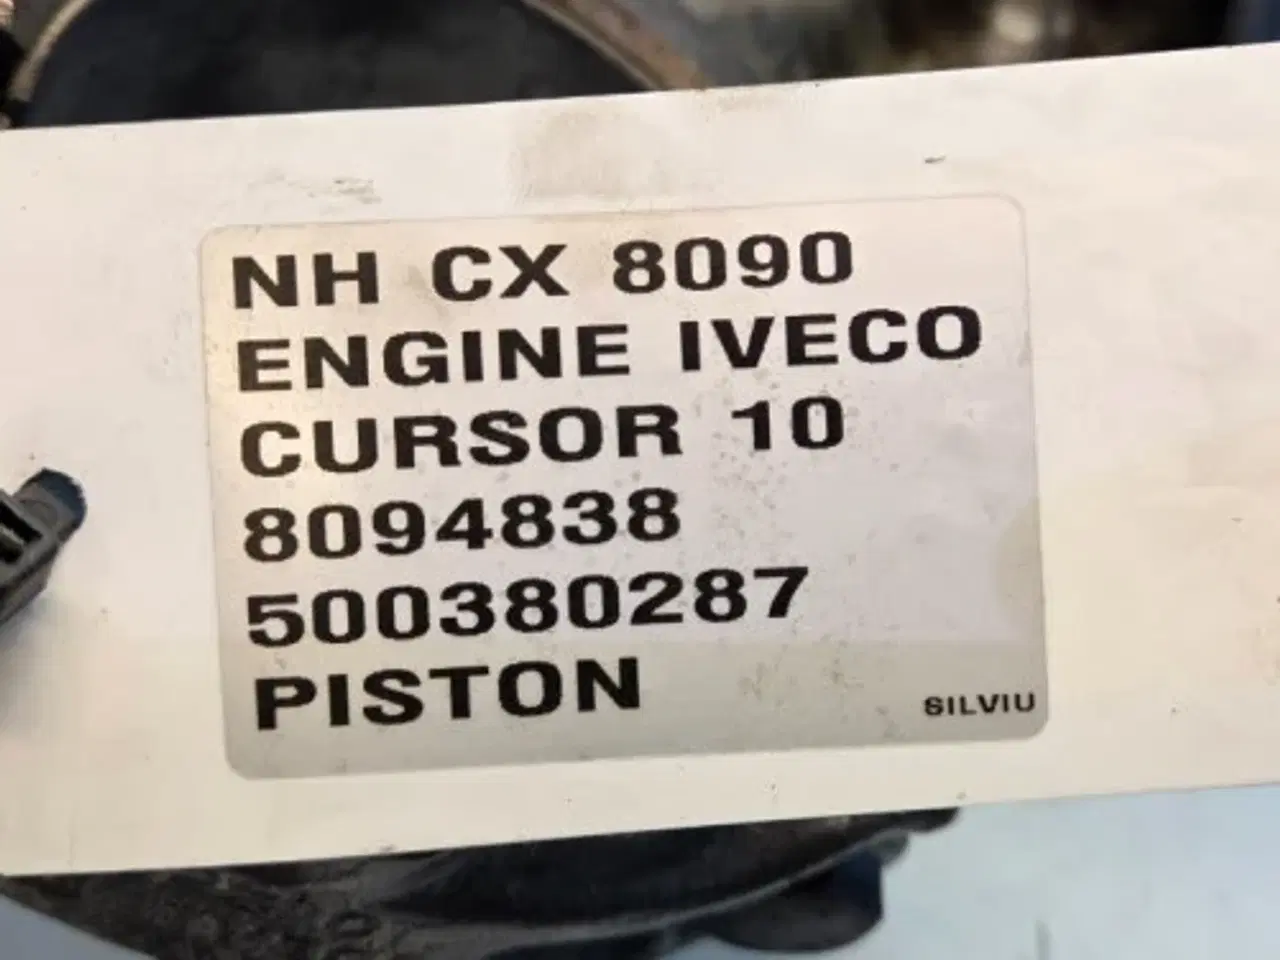 NH CX 8090
ENGINE IVECO
CURSOR 10
8094838
500380287
PISTON
SILVIU